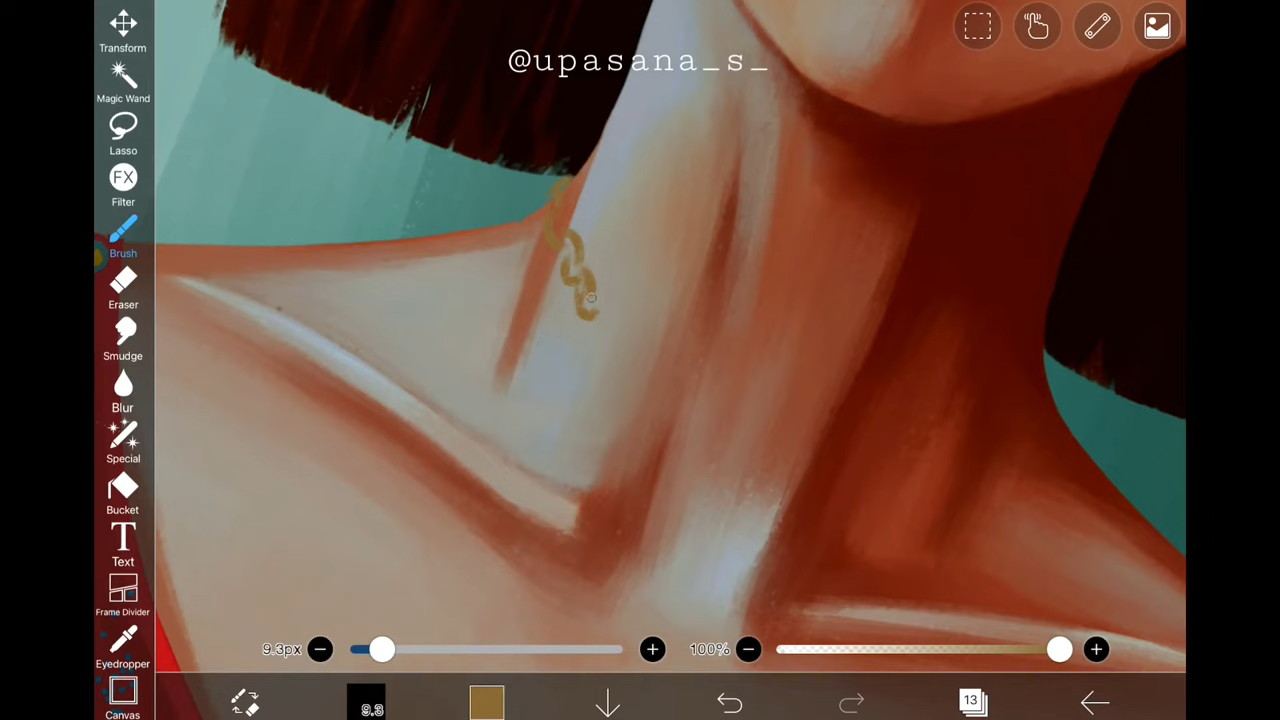 @upasana_s_
Transform
Magic Wand
Lasso
FX
Filter
Brush
Eraser
Smudge
Blur
Special
Bucket
T
Text
Frame Divider
Eyedropper
Canvas
9.3px
100%
9.3
13